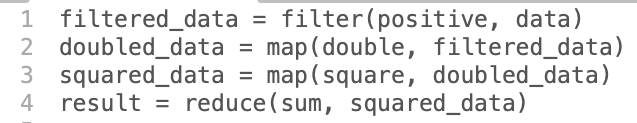 1 filtered_data = filter(positive, data)
2 doubled_data = map(double, filtered_data)
3 squared_data = map(square, doubled_data)
4 result = reduce(sum, squared_data)